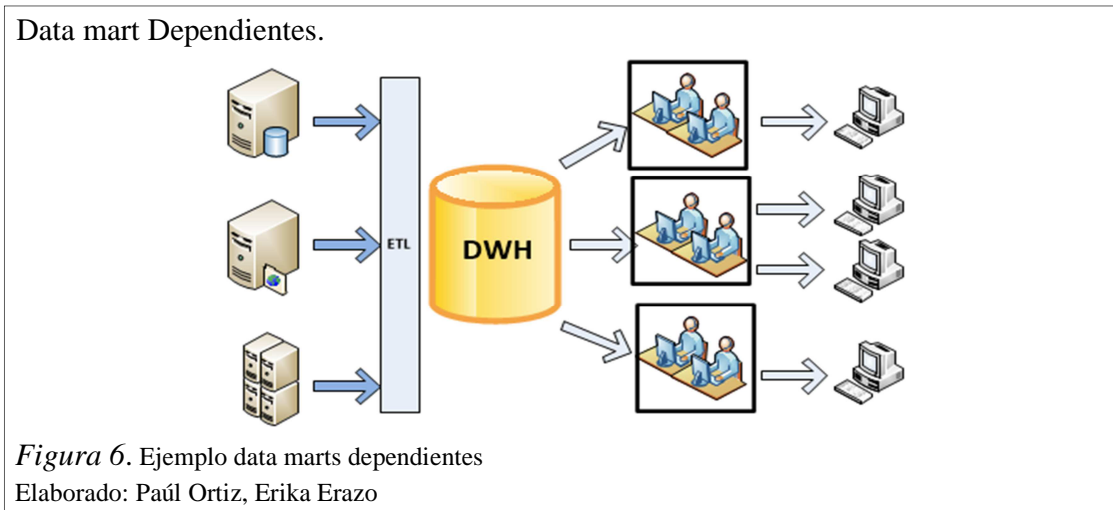 Data mart Dependientes.
ETL
DWH
Figura 6. Ejemplo data marts dependientes
Elaborado: Paúl Ortiz, Erika Erazo